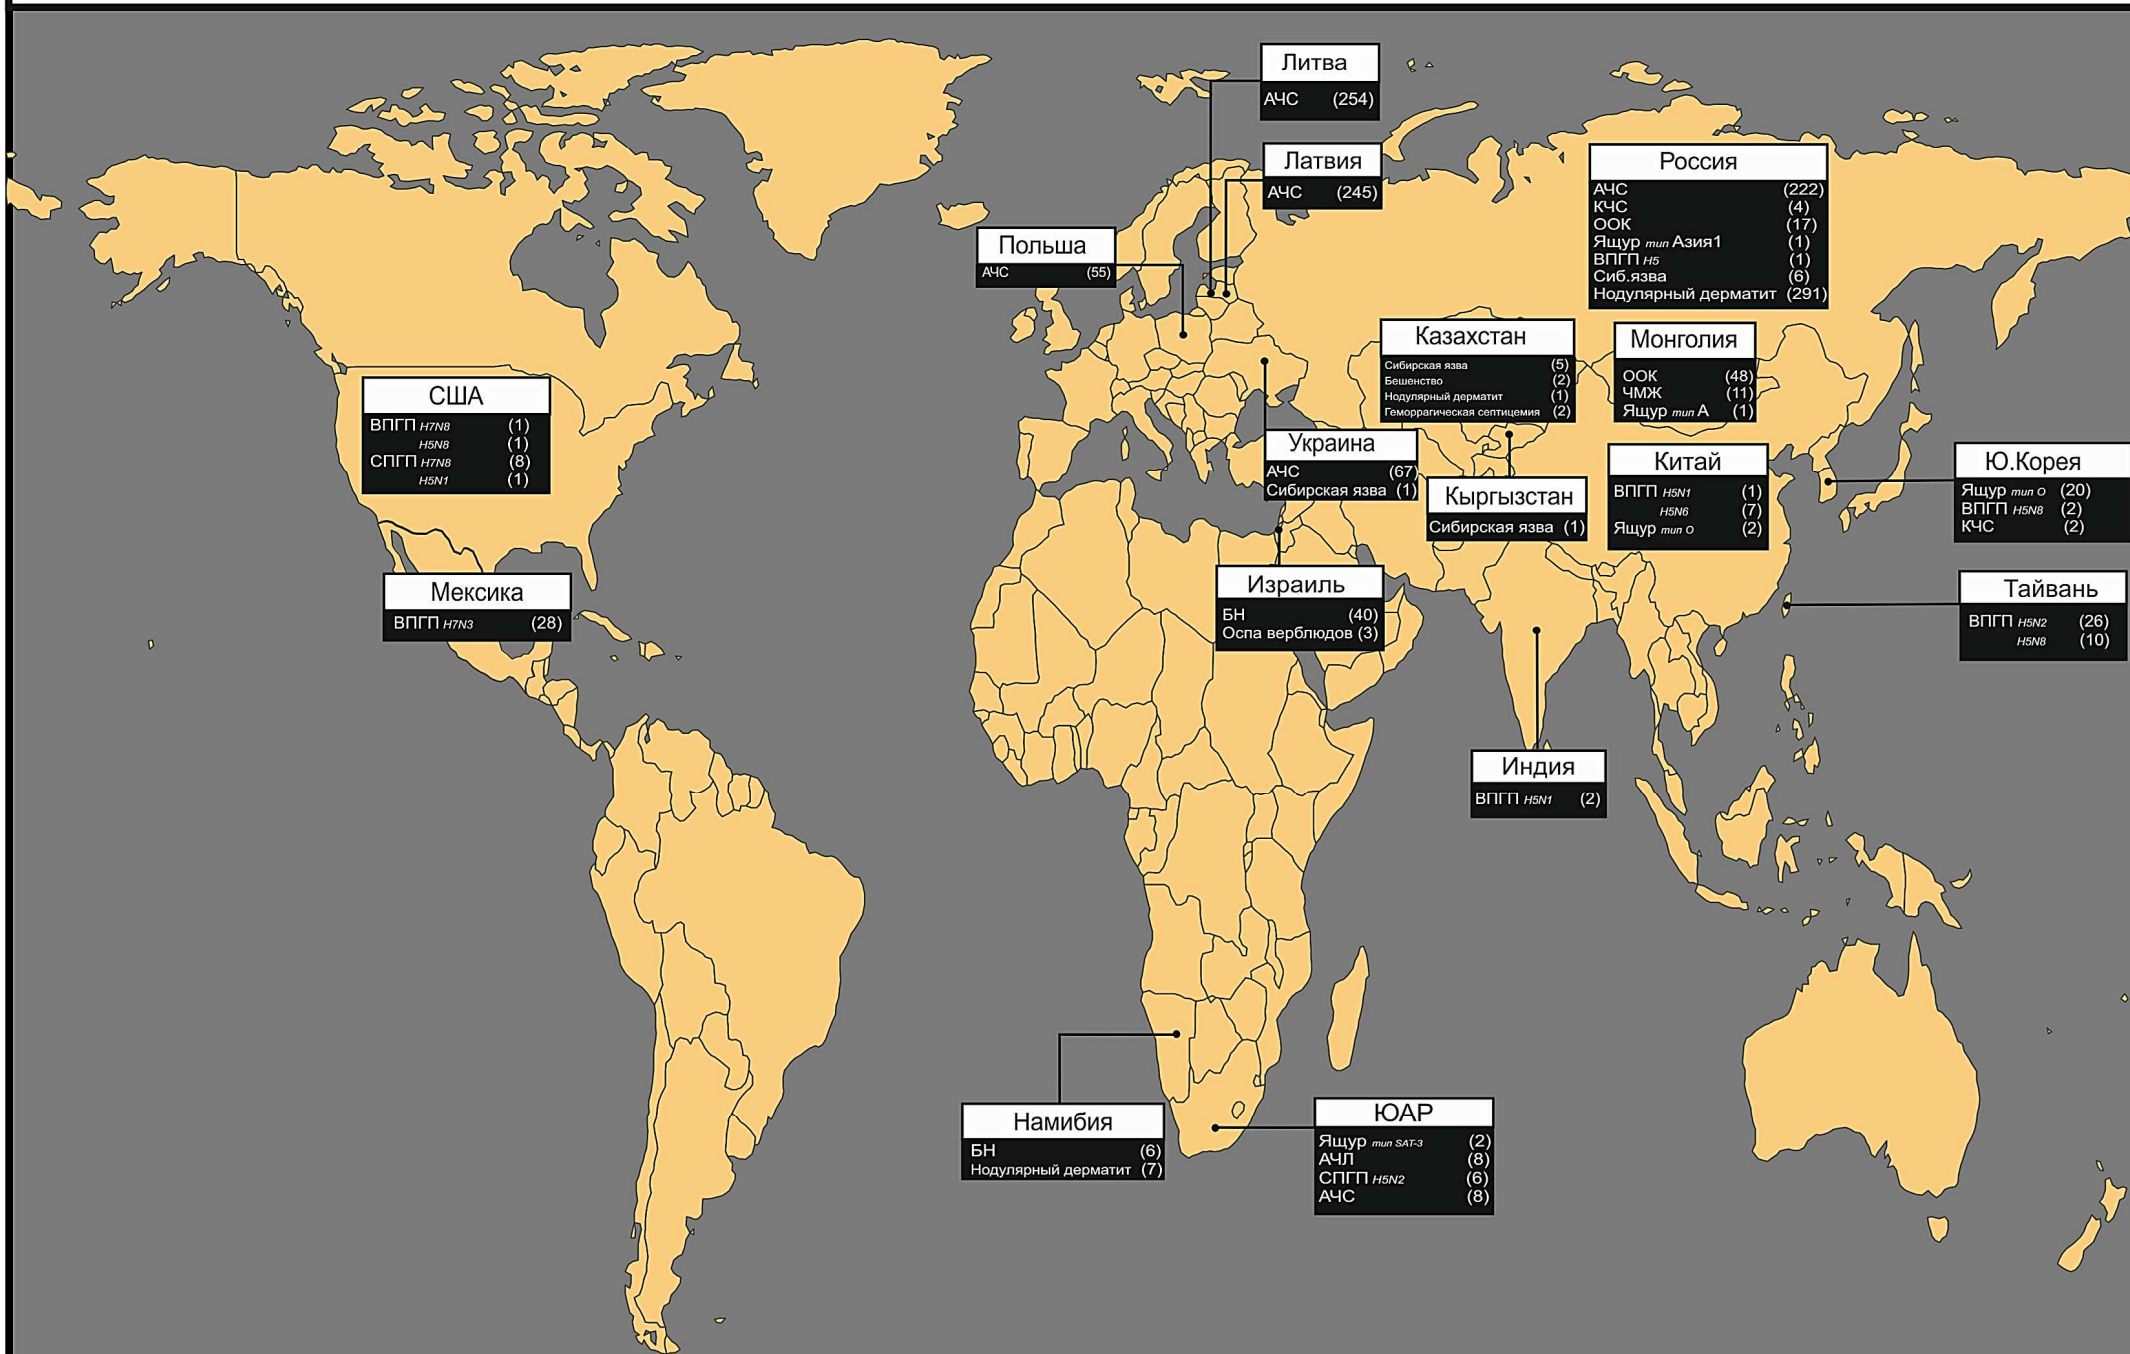 Литва
АЧС (254)
Латвия
АЧС (245)
Россия
АЧС (222)
КЧС (4)
ООК (17)
Ящур тип Азия1 (1)
ВПГП H5 (1)
Сиб.язва (6)
Нодулярный дерматит (291)
Польша
АЧС (55)
Казахстан
Сибирская язва (5)
Бешенство (2)
Нодулярный дерматит (1)
Геморрагическая септицемия (2)
Монголия
ООК (48)
ЧМЖ (11)
Ящур тип А (1)
США
ВПГП H7N8 (1)
H5N8 (1)
СПГП H7N8 (8)
H5N1 (1)
Украина
АЧС (67)
Сибирская язва (1)
Кыргызстан
Сибирская язва (1)
Китай
ВПГП H5N1 (1)
H5N6 (7)
Ящур тип О (2)
Ю.Корея
Ящур тип О (20)
ВПГП H5N8 (2)
КЧС (2)
Мексика
ВПГП H7N3 (28)
Израиль
БН (40)
Оспа верблюдов (3)
Тайвань
ВПГП H5N2 (26)
H5N8 (10)
Индия
ВПГП H5N1 (2)
Намибия
БН (6)
Нодулярный дерматит (7)
ЮАР
Ящур тип SAT-3 (2)
АЧЛ (8)
СПГП H5N2 (6)
АЧС (8)